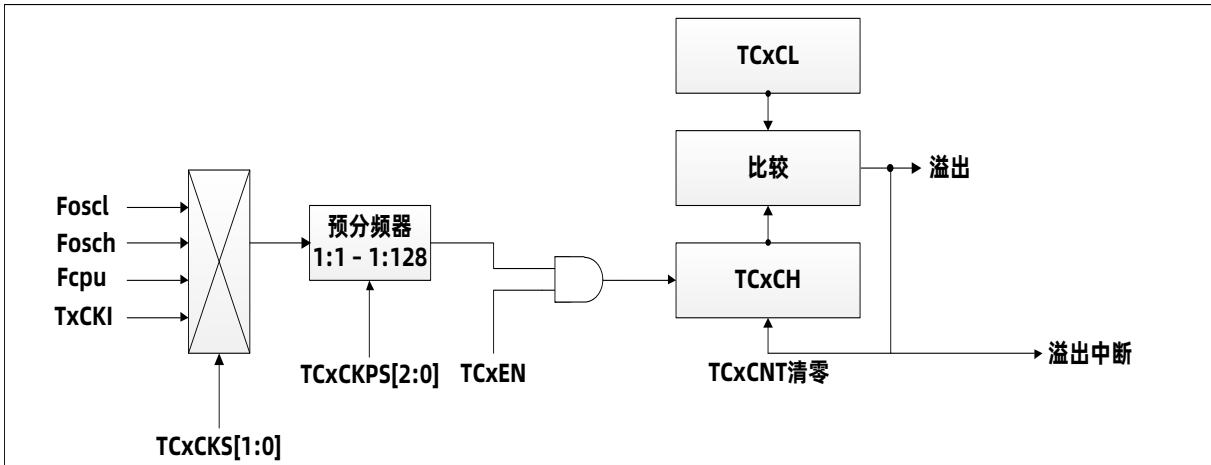 TCxCL
比较
溢出
Foscl
Fosch
Fcpu
TxCKI
预分频器
1:1 - 1:128
TCxCH
TCxCKPS[2:0]
TCxEN
TCxCNT清零
溢出中断
TCxCKS[1:0]